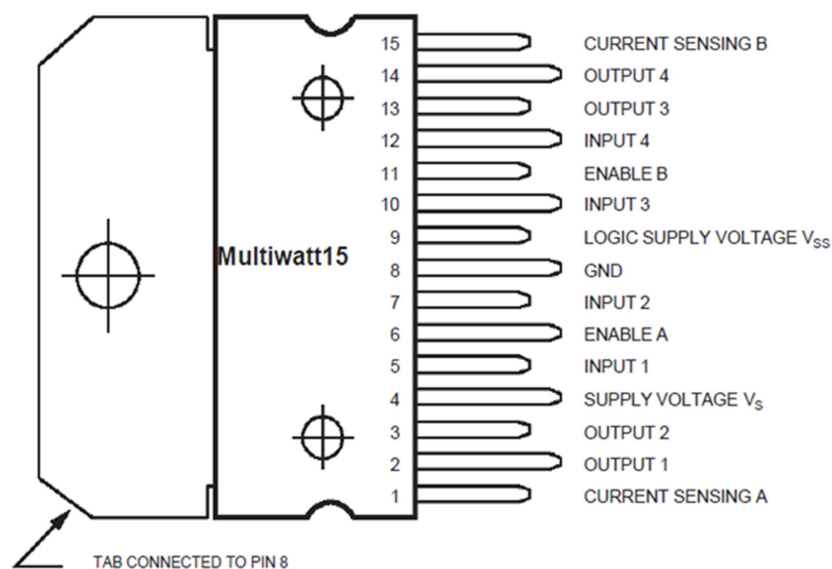 15 CURRENT SENSING B
14 OUTPUT 4
13 OUTPUT 3
12 INPUT 4
11 ENABLE B
10 INPUT 3
9 LOGIC SUPPLY VOLTAGE VSS
Multiwatt15
8 GND
7 INPUT 2
6 ENABLE A
5 INPUT 1
4 SUPPLY VOLTAGE VS
3 OUTPUT 2
2 OUTPUT 1
1 CURRENT SENSING A
TAB CONNECTED TO PIN 8